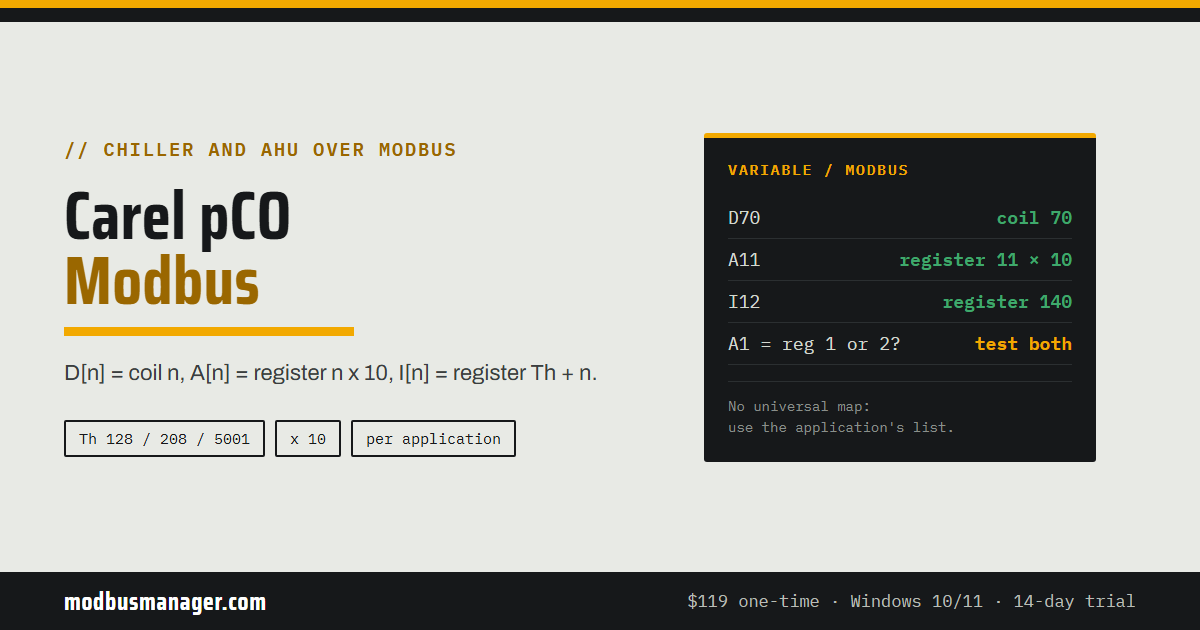 // CHILLER AND AHU OVER MODBUS
Carel pCO
Modbus
D[n] = coil n, A[n] = register n x 10, I[n] = register Th + n.
Th 128 / 208 / 5001
x 10
per application
VARIABLE / MODBUS
D70 coil 70
A11 register 11 × 10
I12 register 140
A1 = reg 1 or 2? test both
No universal map:
use the application's list.
modbusmanager.com
$119 one-time · Windows 10/11 · 14-day trial